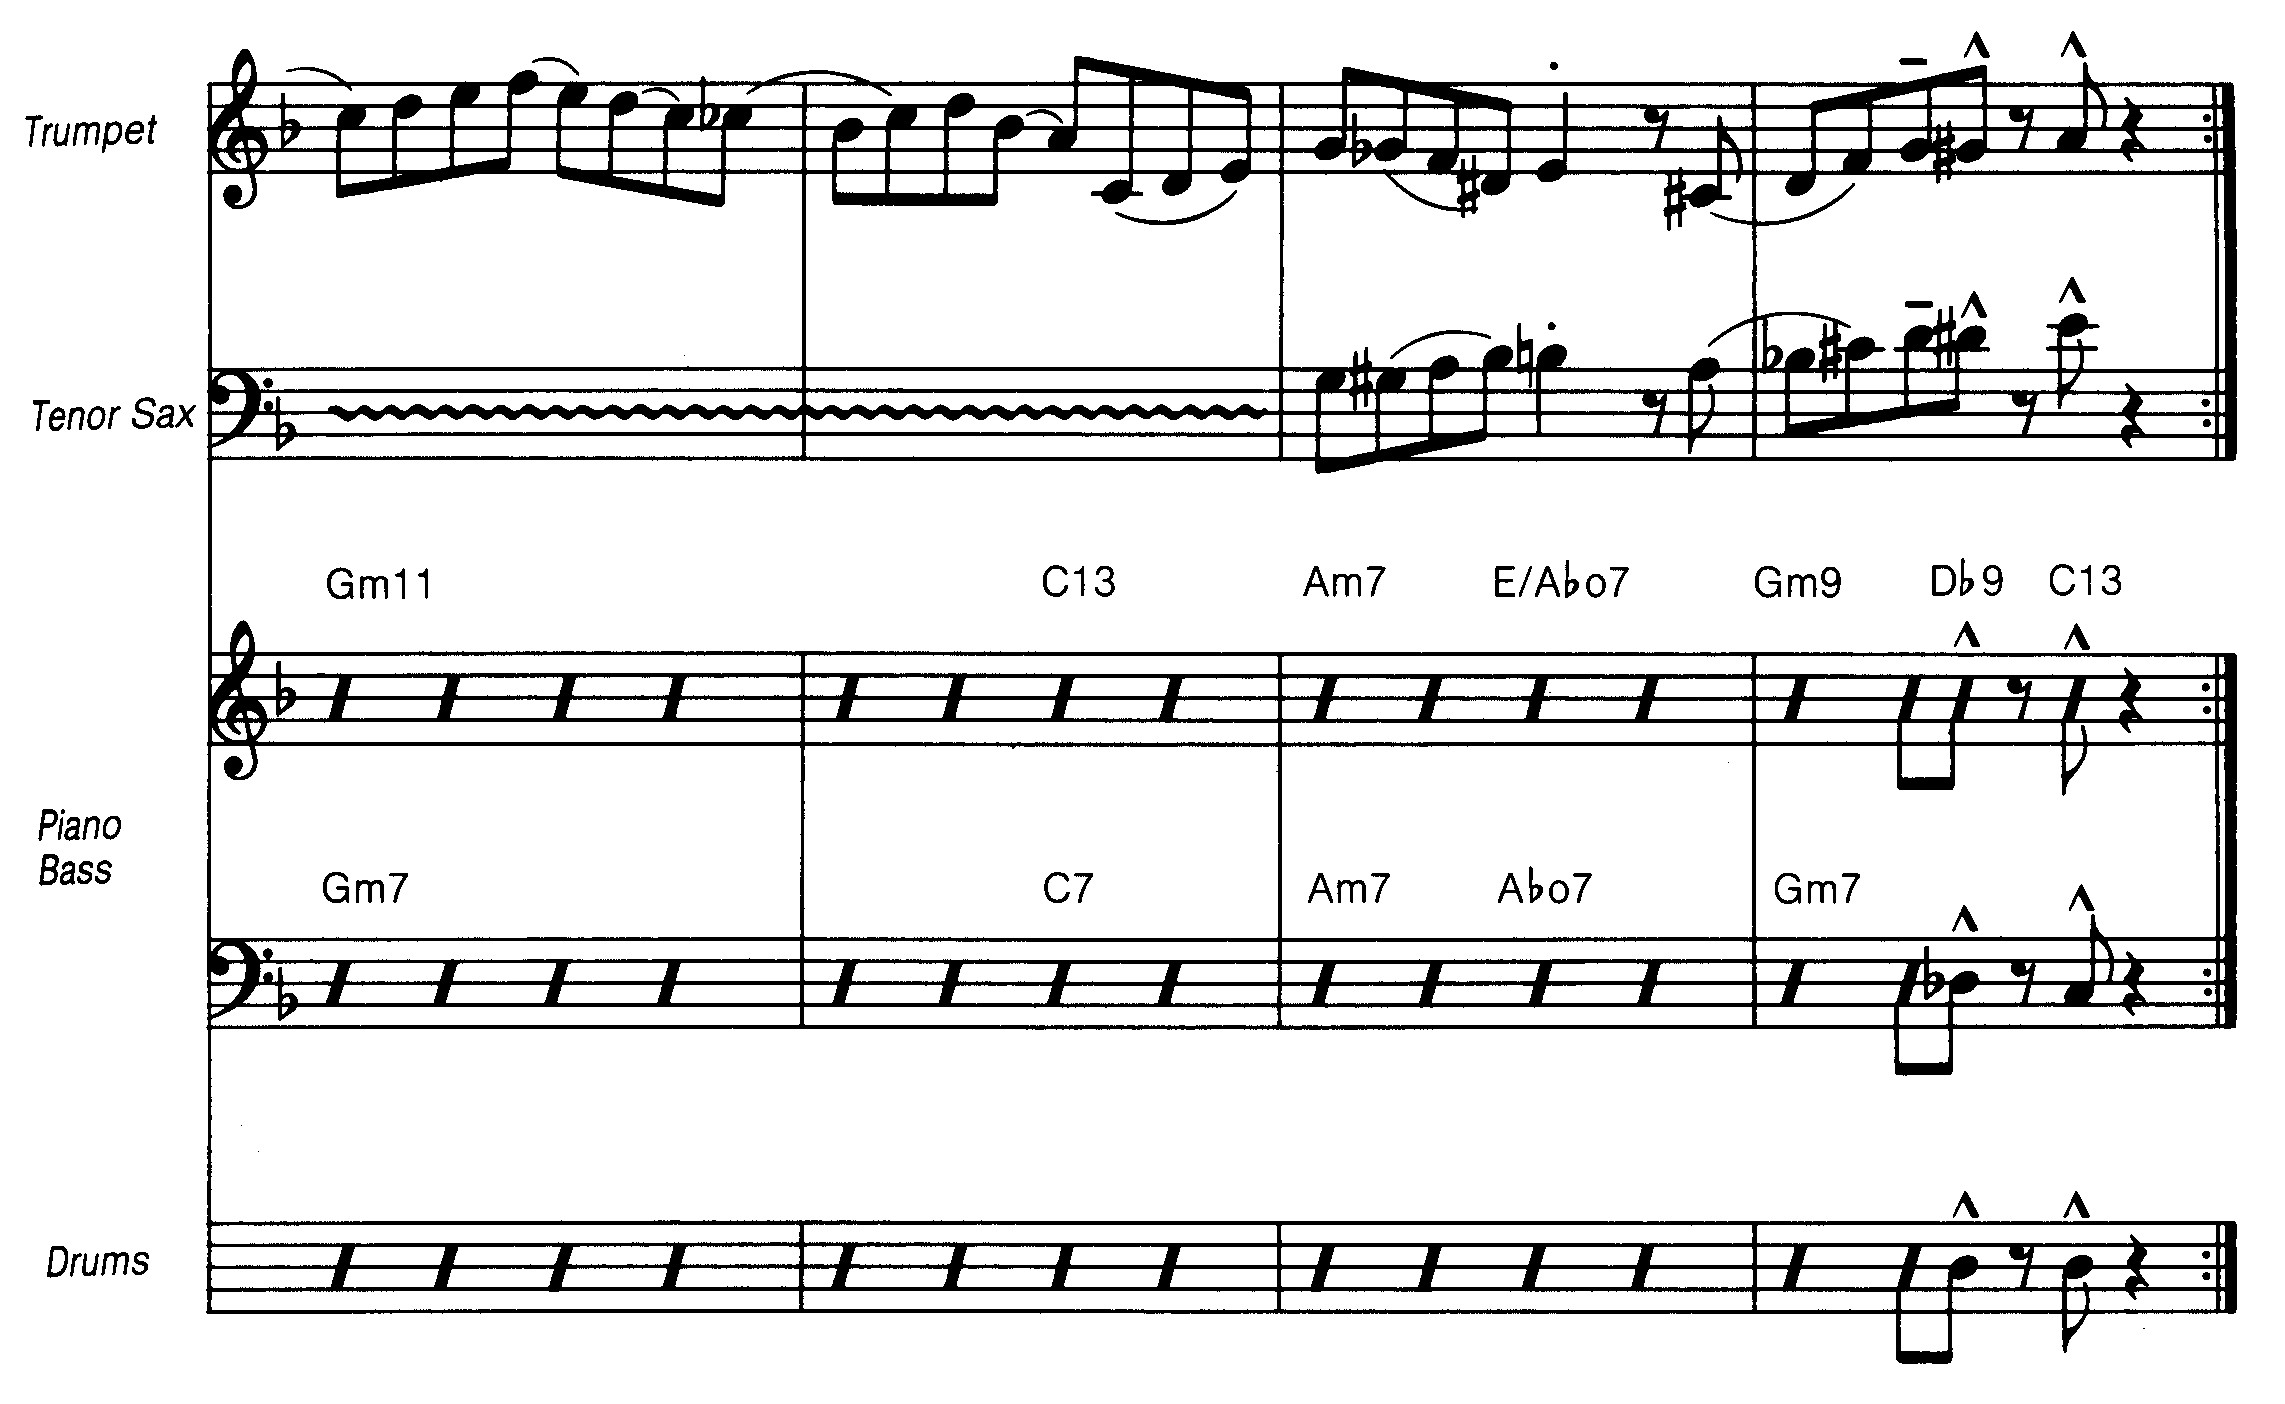 Trumpet
Tenor Sax
Gm11 C13 Am7 E/A♭o7 Gm9 D♭9 C13
Piano
Bass
Gm7 C7 Am7 A♭o7 Gm7
Drums